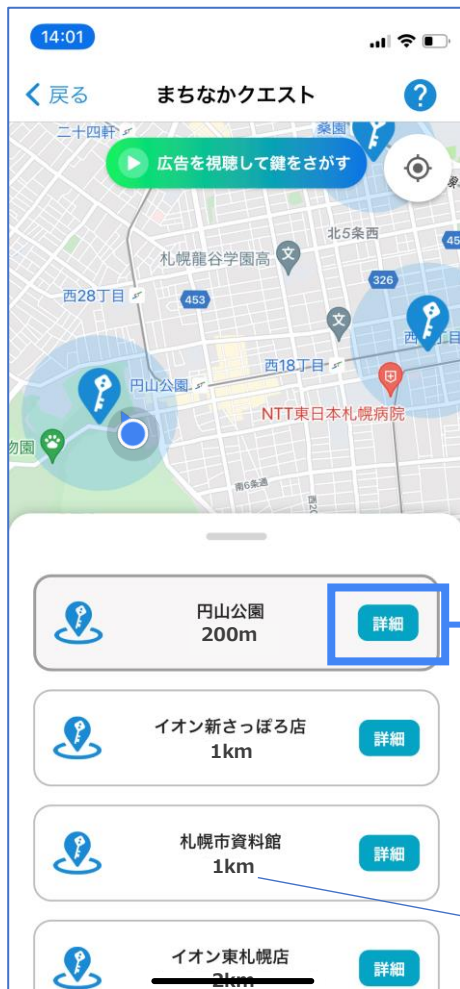 14:01
戻る
まちなかクエスト
?
二十四軒
桑園
広告を視聴して鍵をさがす
北5条西
札幌龍谷学園高
文
326
西28丁目
453
文
西18丁目
円山公園
NTT東日本札幌病院
物園
南6条通
円山公園
200m
詳細
イオン新さっぽろ店
1km
詳細
札幌市資料館
1km
詳細
イオン東札幌店
2km
詳細